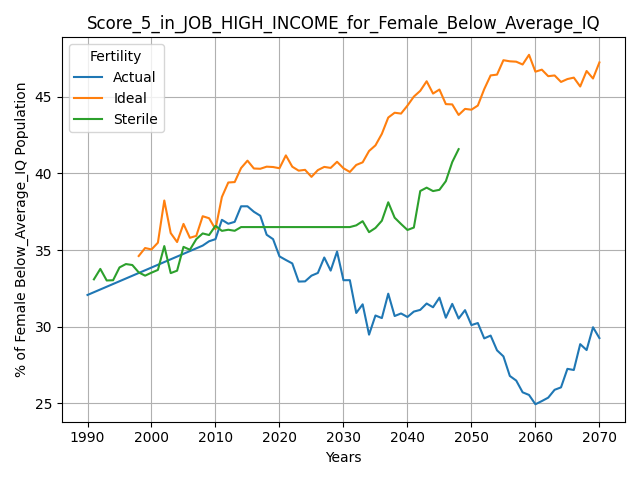 Score_5_in_JOB_HIGH_INCOME_for_Female_Below_Average_IQ
Fertility
Actual
Ideal
Sterile
% of Female Below_Average_IQ Population
45
40
35
30
25
1990 2000 2010 2020 2030 2040 2050 2060 2070
Years